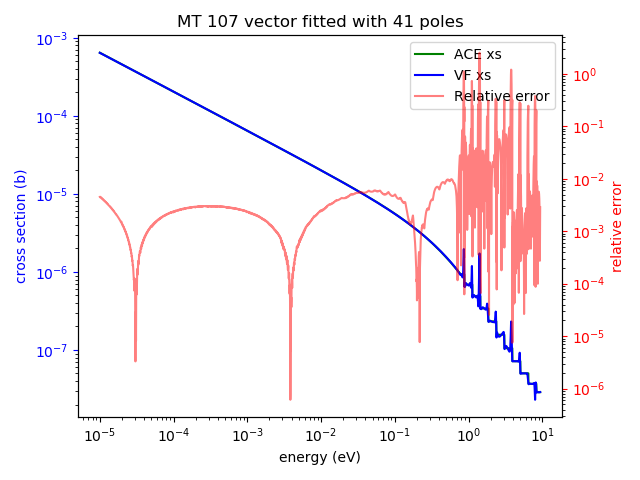 MT 107 vector fitted with 41 poles
ACE xs
VF xs
Relative error
cross section (b)
10⁻³
10⁻⁴
10⁻⁵
10⁻⁶
10⁻⁷
10⁰
10⁻¹
10⁻²
10⁻³
10⁻⁴
10⁻⁵
10⁻⁶
relative error
10⁻⁵ 10⁻⁴ 10⁻³ 10⁻² 10⁻¹ 10⁰ 10¹
energy (eV)